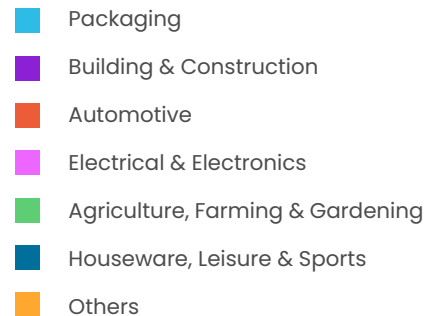 Packaging
Building & Construction
Automotive
Electrical & Electronics
Agriculture, Farming & Gardening
Houseware, Leisure & Sports
Others